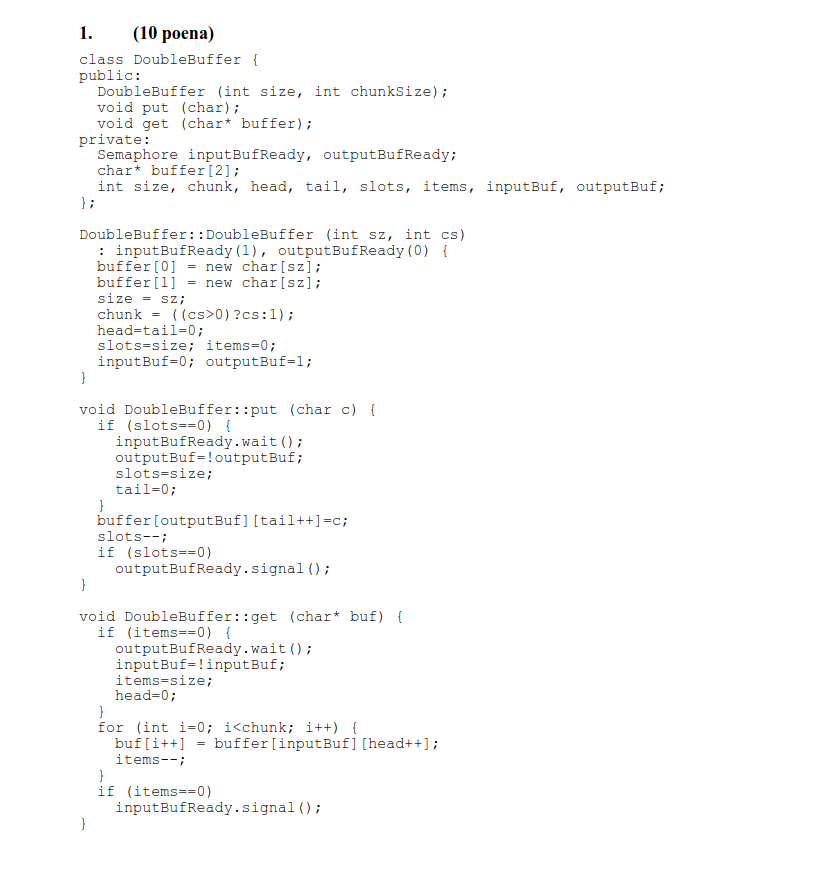 1. (10 poena)
class DoubleBuffer {
public:
  DoubleBuffer (int size, int chunkSize);
  void put (char);
  void get (char* buffer);
private:
  Semaphore inputBufReady, outputBufReady;
  char* buffer[2];
  int size, chunk, head, tail, slots, items, inputBuf, outputBuf;
};

DoubleBuffer::DoubleBuffer (int sz, int cs)
  : inputBufReady(1), outputBufReady(0) {
  buffer[0] = new char[sz];
  buffer[1] = new char[sz];
  size = sz;
  chunk = ((cs>0)?cs:1);
  head=tail=0;
  slots=size; items=0;
  inputBuf=0; outputBuf=1;
}

void DoubleBuffer::put (char c) {
  if (slots==0) {
    inputBufReady.wait();
    outputBuf=!outputBuf;
    slots=size;
    tail=0;
  }
  buffer[outputBuf][tail++]=c;
  slots--;
  if (slots==0)
    outputBufReady.signal();
}

void DoubleBuffer::get (char* buf) {
  if (items==0) {
    outputBufReady.wait();
    inputBuf=!inputBuf;
    items=size;
    head=0;
  }
  for (int i=0; i<chunk; i++) {
    buf[i++] = buffer[inputBuf][head++];
    items--;
  }
  if (items==0)
    inputBufReady.signal();
}